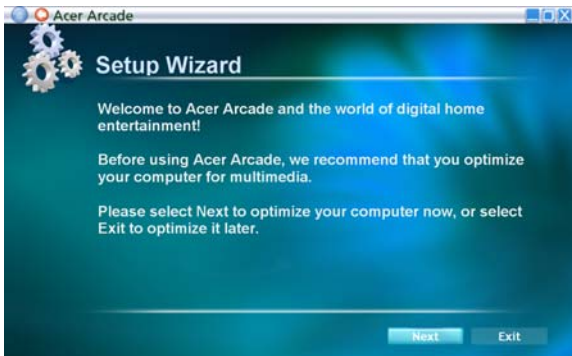 Acer Arcade
Setup Wizard
Welcome to Acer Arcade and the world of digital home
entertainment!
Before using Acer Arcade, we recommend that you optimize
your computer for multimedia.
Please select Next to optimize your computer now, or select
Exit to optimize it later.
Next
Exit